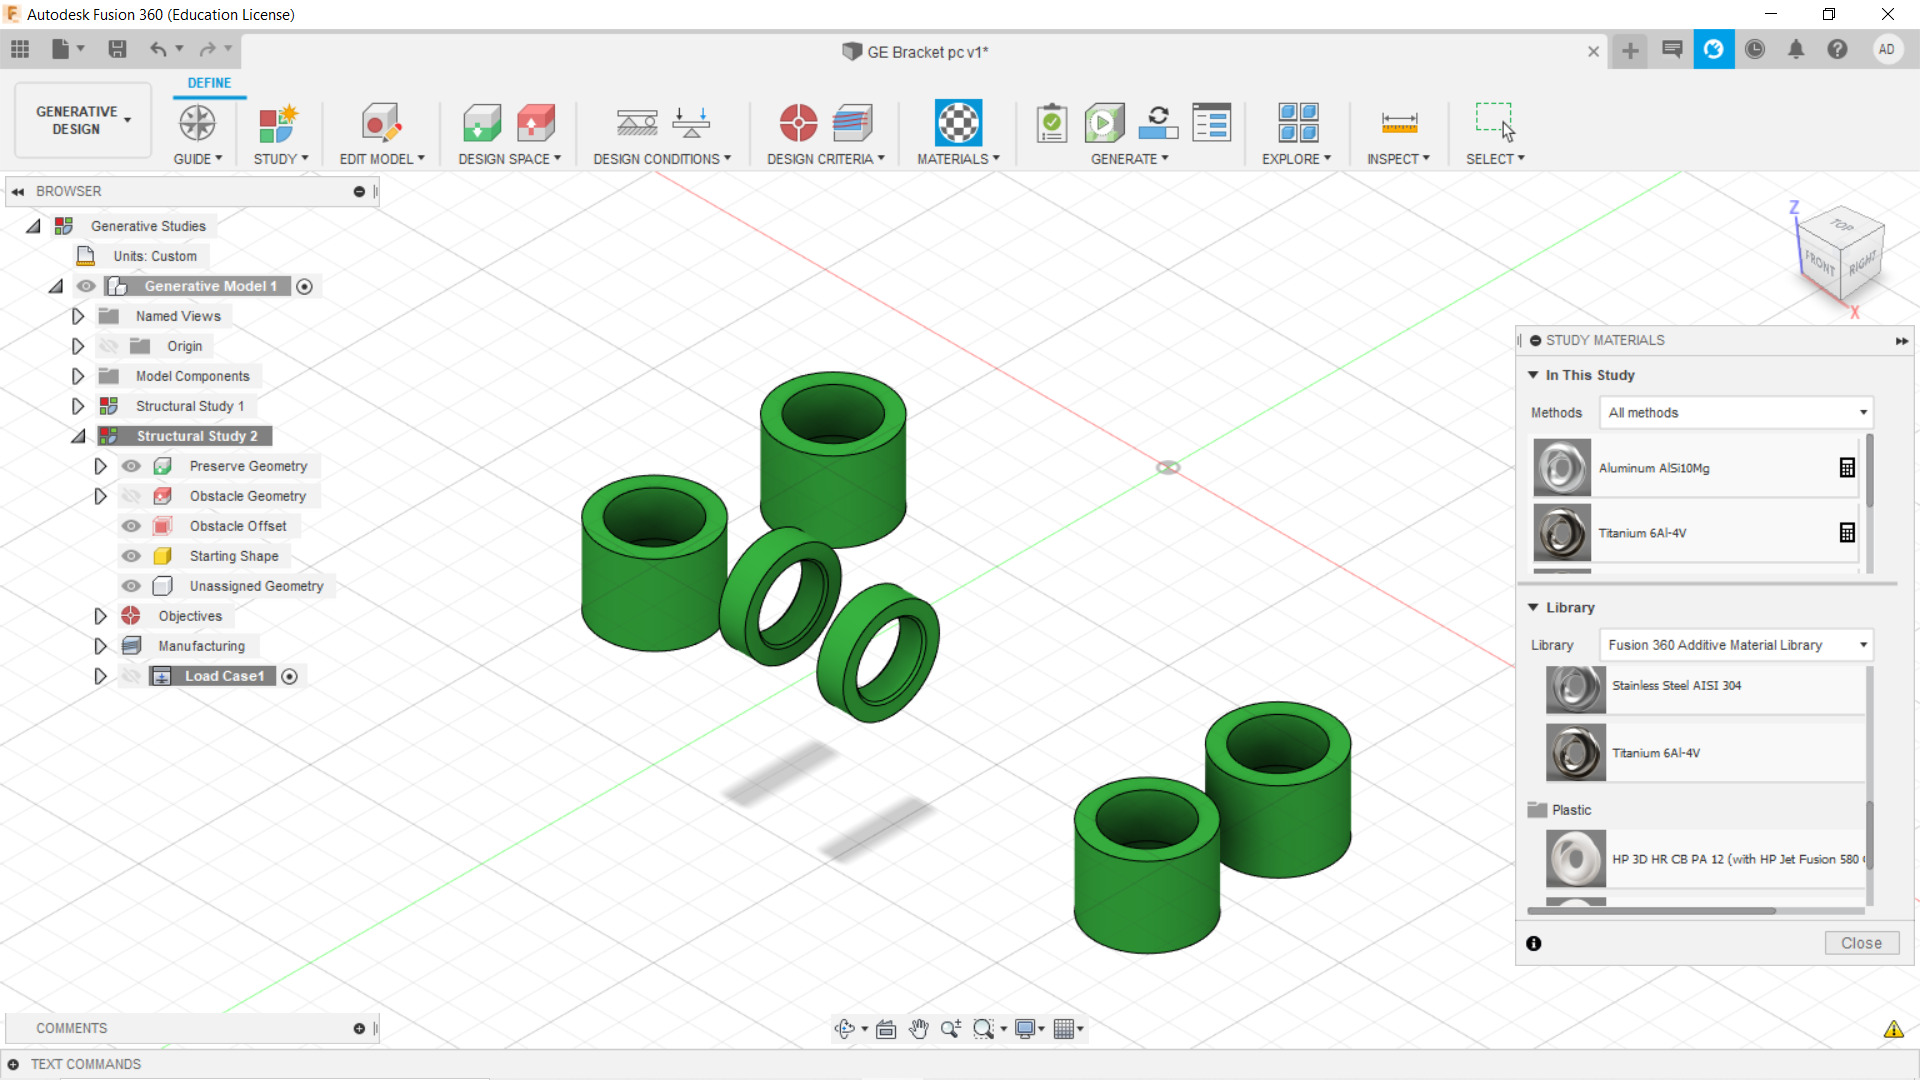 Autodesk Fusion 360 (Education License)
GE Bracket pc v1*
AD
GENERATIVE DESIGN
DEFINE
GUIDE
STUDY
EDIT MODEL
DESIGN SPACE
DESIGN CONDITIONS
DESIGN CRITERIA
MATERIALS
GENERATE
EXPLORE
INSPECT
SELECT
BROWSER
Generative Studies
Units: Custom
Generative Model 1
Named Views
Origin
Model Components
Structural Study 1
Structural Study 2
Preserve Geometry
Obstacle Geometry
Obstacle Offset
Starting Shape
Unassigned Geometry
Objectives
Manufacturing
Load Case1
Z
TOP
FRONT
RIGHT
X
STUDY MATERIALS
In This Study
Methods
All methods
Aluminum AlSi10Mg
Titanium 6Al-4V
Library
Library
Fusion 360 Additive Material Library
Stainless Steel AISI 304
Titanium 6Al-4V
Plastic
HP 3D HR CB PA 12 (with HP Jet Fusion 580
Close
COMMENTS
TEXT COMMANDS